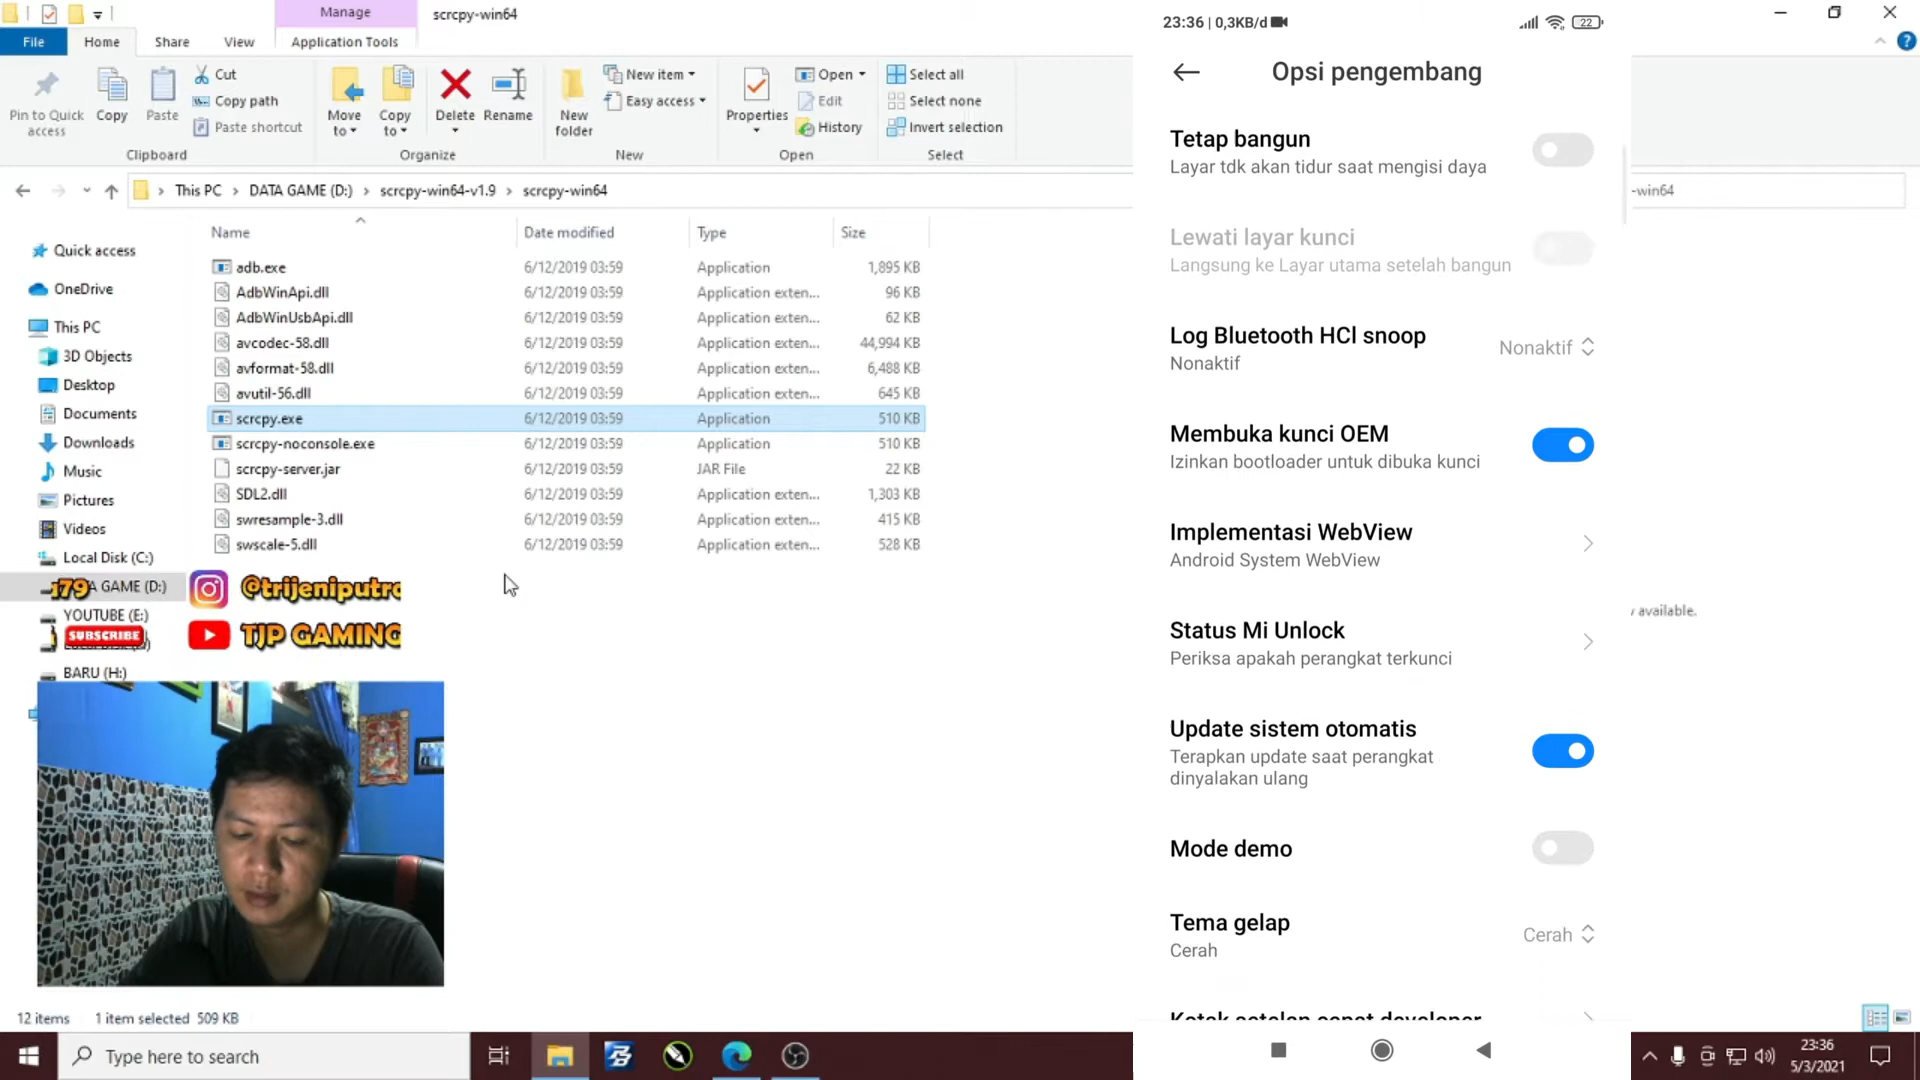 Manage
scrcpy-win64
File
Home
Share
View
Application Tools
Pin to Quick access
Copy
Paste
Cut
Copy path
Paste shortcut
Clipboard
Move to
Copy to
Delete
Rename
Organize
New folder
New item
Easy access
New
Properties
Open
Edit
History
Open
Select all
Select none
Invert selection
Select
This PC > DATA GAME (D:) > scrcpy-win64-v1.9 > scrcpy-win64
-win64
Name Date modified Type Size
adb.exe 6/12/2019 03:59 Application 1,895 KB
AdbWinApi.dll 6/12/2019 03:59 Application exten... 96 KB
AdbWinUsbApi.dll 6/12/2019 03:59 Application exten... 62 KB
avcodec-58.dll 6/12/2019 03:59 Application exten... 44,994 KB
avformat-58.dll 6/12/2019 03:59 Application exten... 6,488 KB
avutil-56.dll 6/12/2019 03:59 Application exten... 645 KB
scrcpy.exe 6/12/2019 03:59 Application 510 KB
scrcpy-noconsole.exe 6/12/2019 03:59 Application 510 KB
scrcpy-server.jar 6/12/2019 03:59 JAR File 22 KB
SDL2.dll 6/12/2019 03:59 Application exten... 1,303 KB
swresample-3.dll 6/12/2019 03:59 Application exten... 415 KB
swscale-5.dll 6/12/2019 03:59 Application exten... 528 KB
Quick access
OneDrive
This PC
3D Objects
Desktop
Documents
Downloads
Music
Pictures
Videos
Local Disk (C:)
A GAME (D:)
YOUTUBE (E:)
BARU (H:)
179
@trijeniputro
SUBSCRIBE
TJP GAMING
12 items 1 item selected 509 KB
Type here to search
23:36 | 0,3KB/d
22
Opsi pengembang
Tetap bangun
Layar tdk akan tidur saat mengisi daya
Lewati layar kunci
Langsung ke Layar utama setelah bangun
Log Bluetooth HCl snoop
Nonaktif
Nonaktif
Membuka kunci OEM
Izinkan bootloader untuk dibuka kunci
Implementasi WebView
Android System WebView
Status Mi Unlock
Periksa apakah perangkat terkunci
Update sistem otomatis
Terapkan update saat perangkat
dinyalakan ulang
Mode demo
Tema gelap
Cerah
Cerah
Kotak setelan cepat developer
available.
23:36
5/3/2021